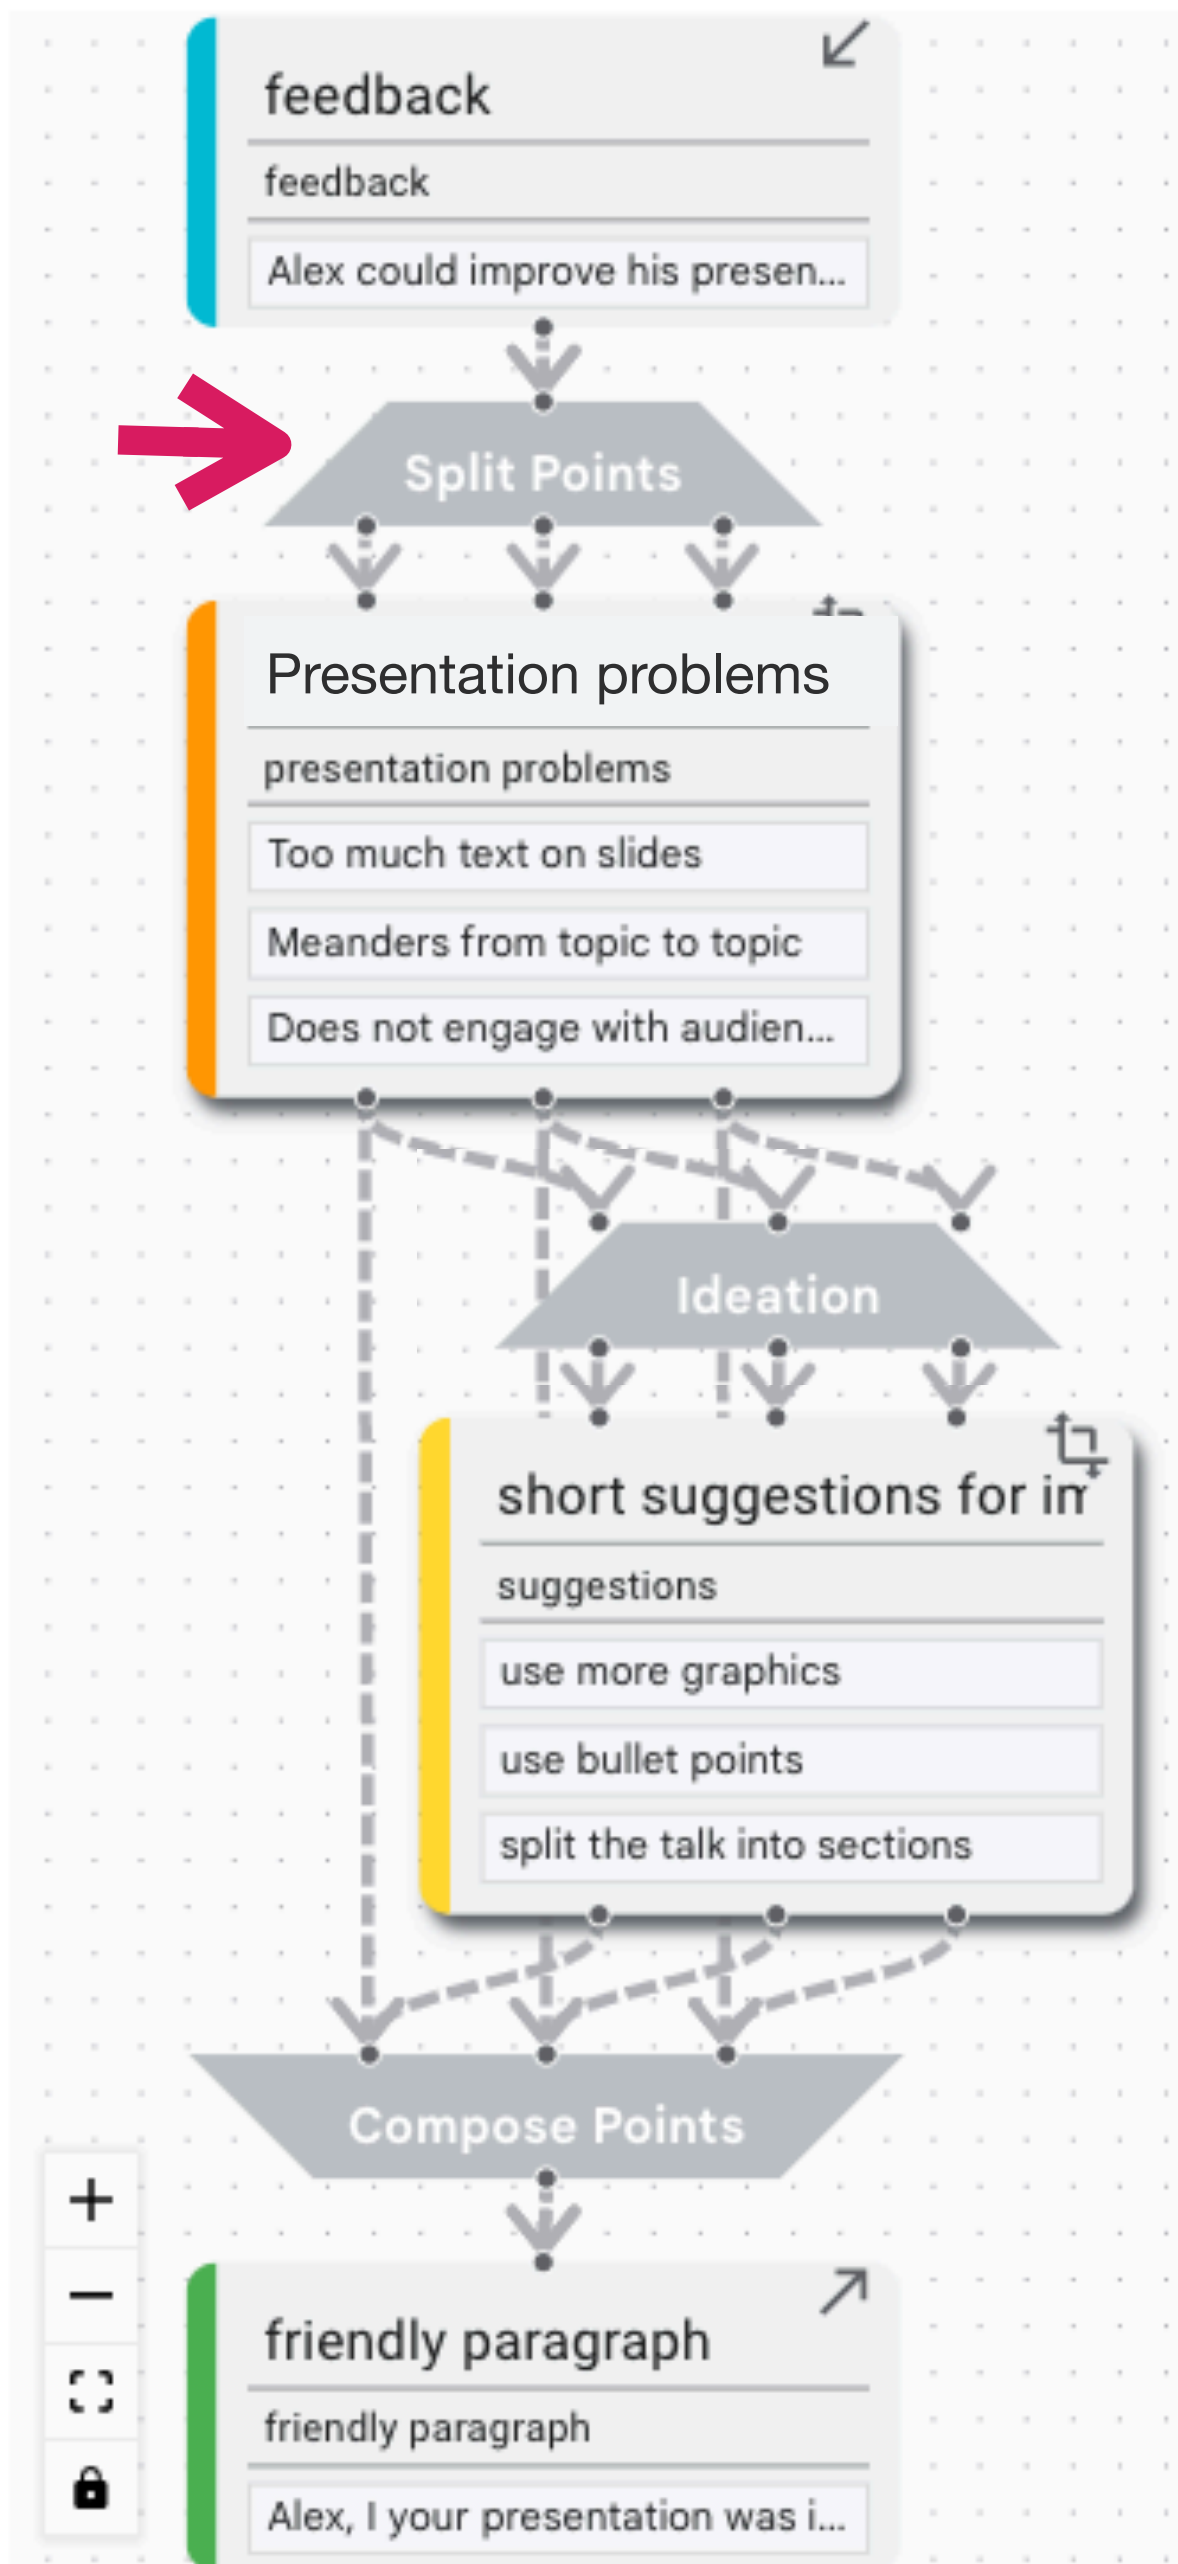 feedback
feedback
Alex could improve his presen...
Split Points
Presentation problems
presentation problems
Too much text on slides
Meanders from topic to topic
Does not engage with audien...
Ideation
short suggestions for im
suggestions
use more graphics
use bullet points
split the talk into sections
Compose Points
friendly paragraph
friendly paragraph
Alex, I your presentation was i...